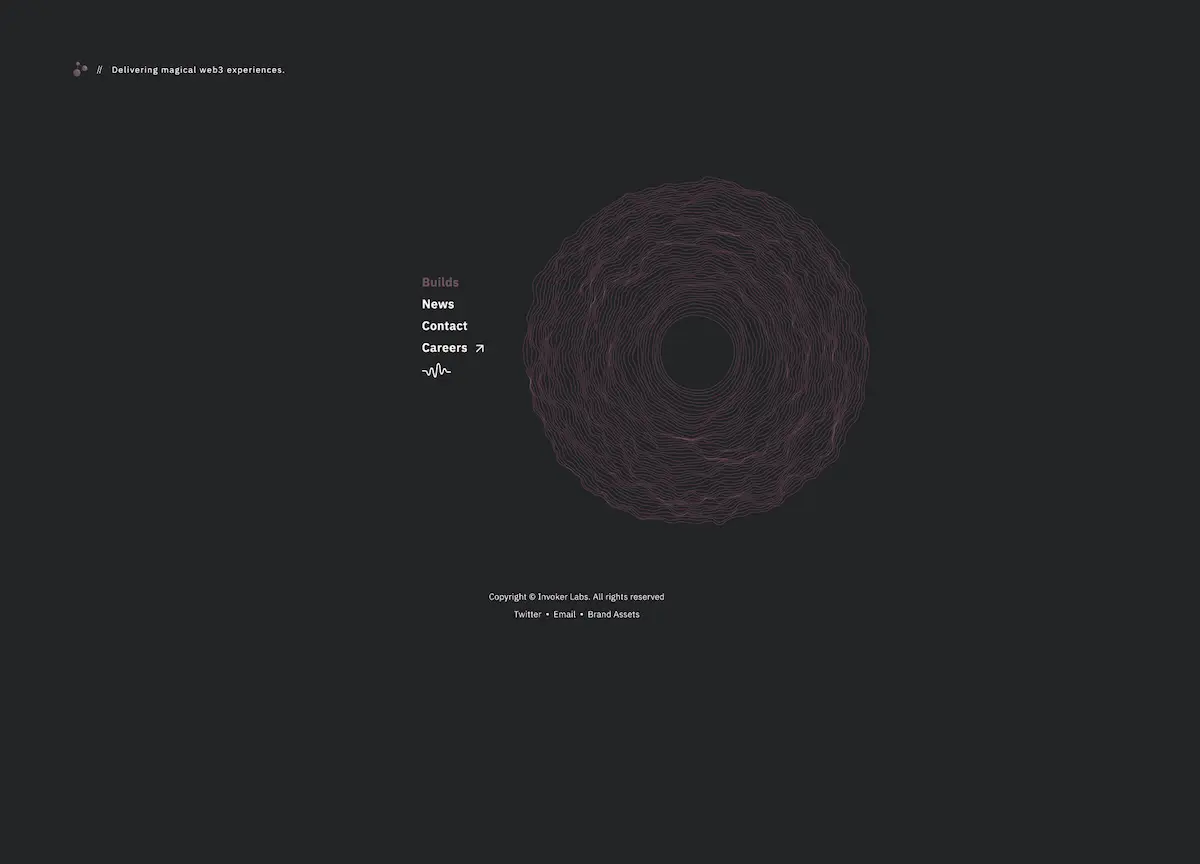 // Delivering magical web3 experiences.
Builds
News
Contact
Careers
Copyright © Invoker Labs. All rights reserved
Twitter • Email • Brand Assets